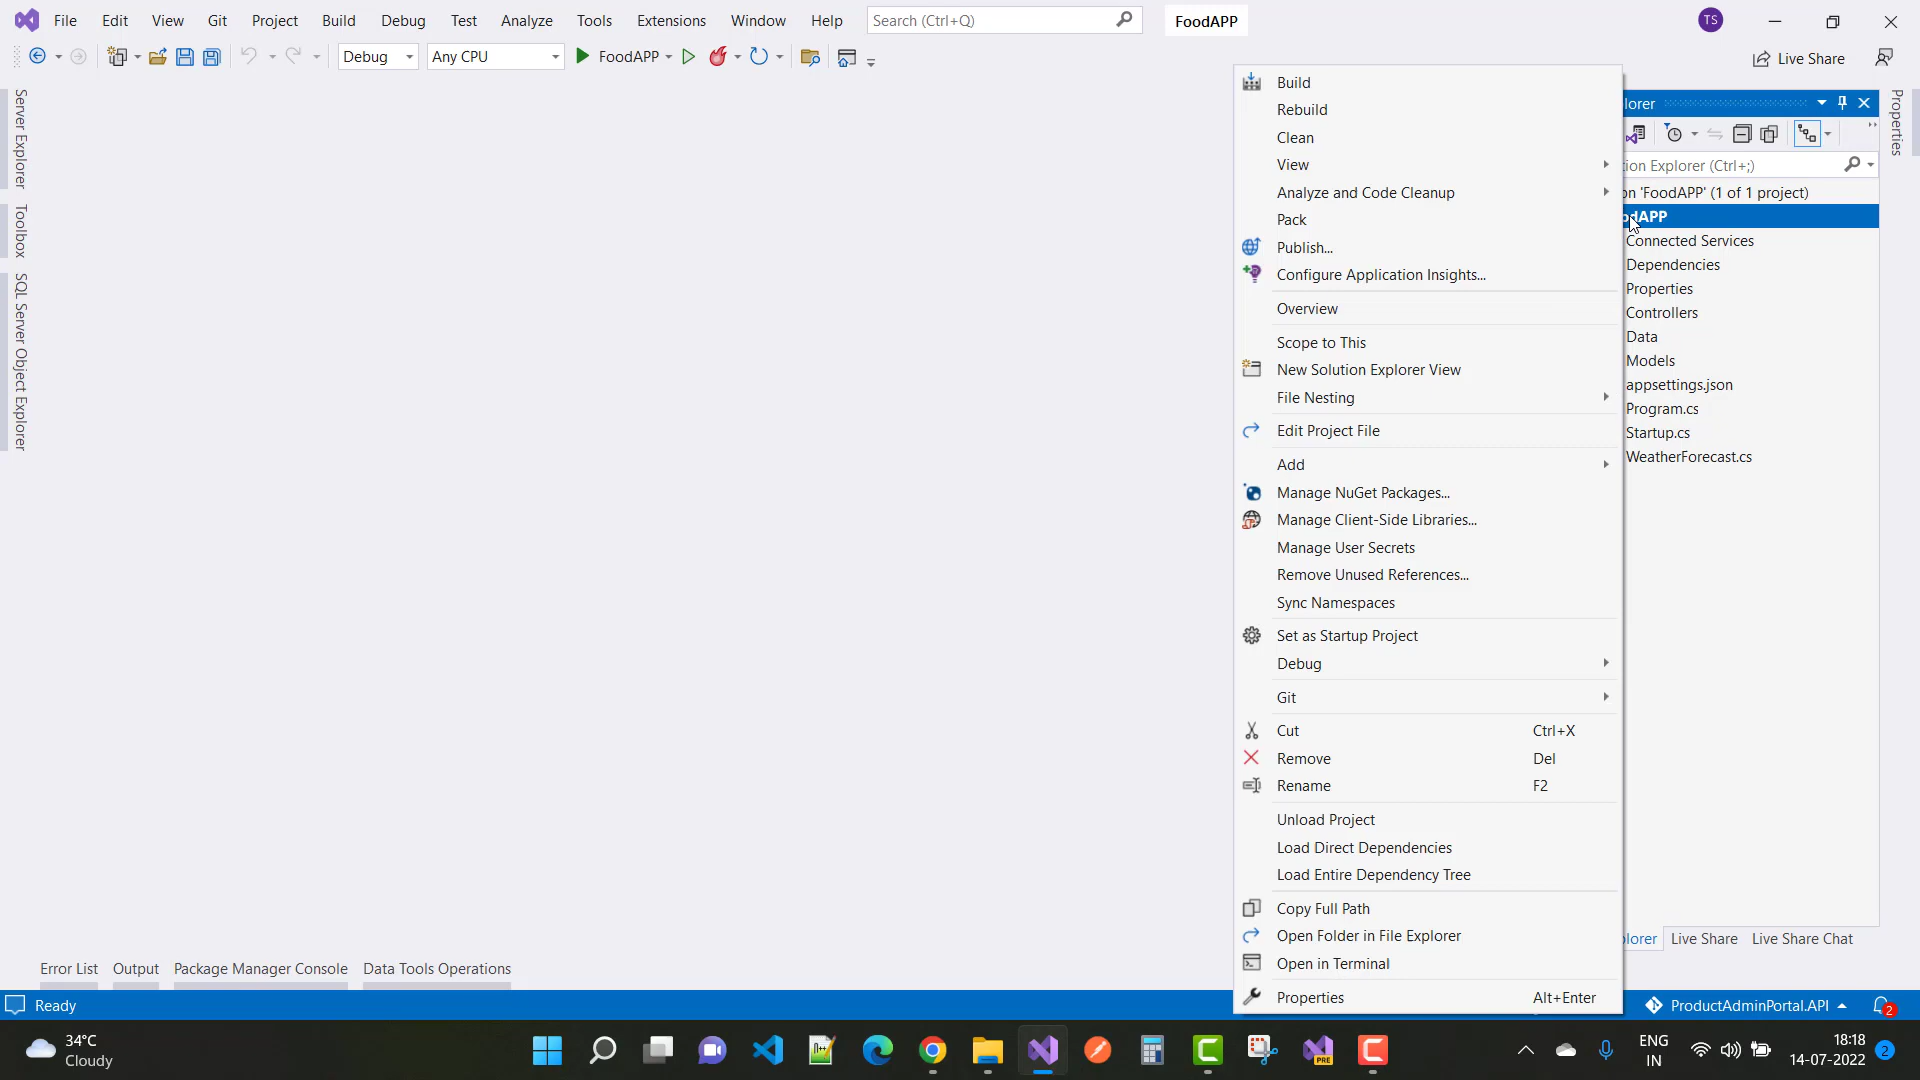 File Edit View Git Project Build Debug Test Analyze Tools Extensions Window Help Search (Ctrl+Q) FoodAPP TS
Debug Any CPU FoodAPP Live Share
Server Explorer
Toolbox
SQL Server Object Explorer
Build
Rebuild
Clean
View
Analyze and Code Cleanup
Pack
Publish...
Configure Application Insights...
Overview
Scope to This
New Solution Explorer View
File Nesting
Edit Project File
Add
Manage NuGet Packages...
Manage Client-Side Libraries...
Manage User Secrets
Remove Unused References...
Sync Namespaces
Set as Startup Project
Debug
Git
Cut Ctrl+X
Remove Del
Rename F2
Unload Project
Load Direct Dependencies
Load Entire Dependency Tree
Copy Full Path
Open Folder in File Explorer
Open in Terminal
Properties Alt+Enter
lorer
ion Explorer (Ctrl+;)
on 'FoodAPP' (1 of 1 project)
odAPP
Connected Services
Dependencies
Properties
Controllers
Data
Models
appsettings.json
Program.cs
Startup.cs
WeatherForecast.cs
Properties
plorer Live Share Live Share Chat
Error List Output Package Manager Console Data Tools Operations
Ready ProductAdminPortal.API 2
34°C
Cloudy
PRE
ENG
IN
18:18
14-07-2022
2